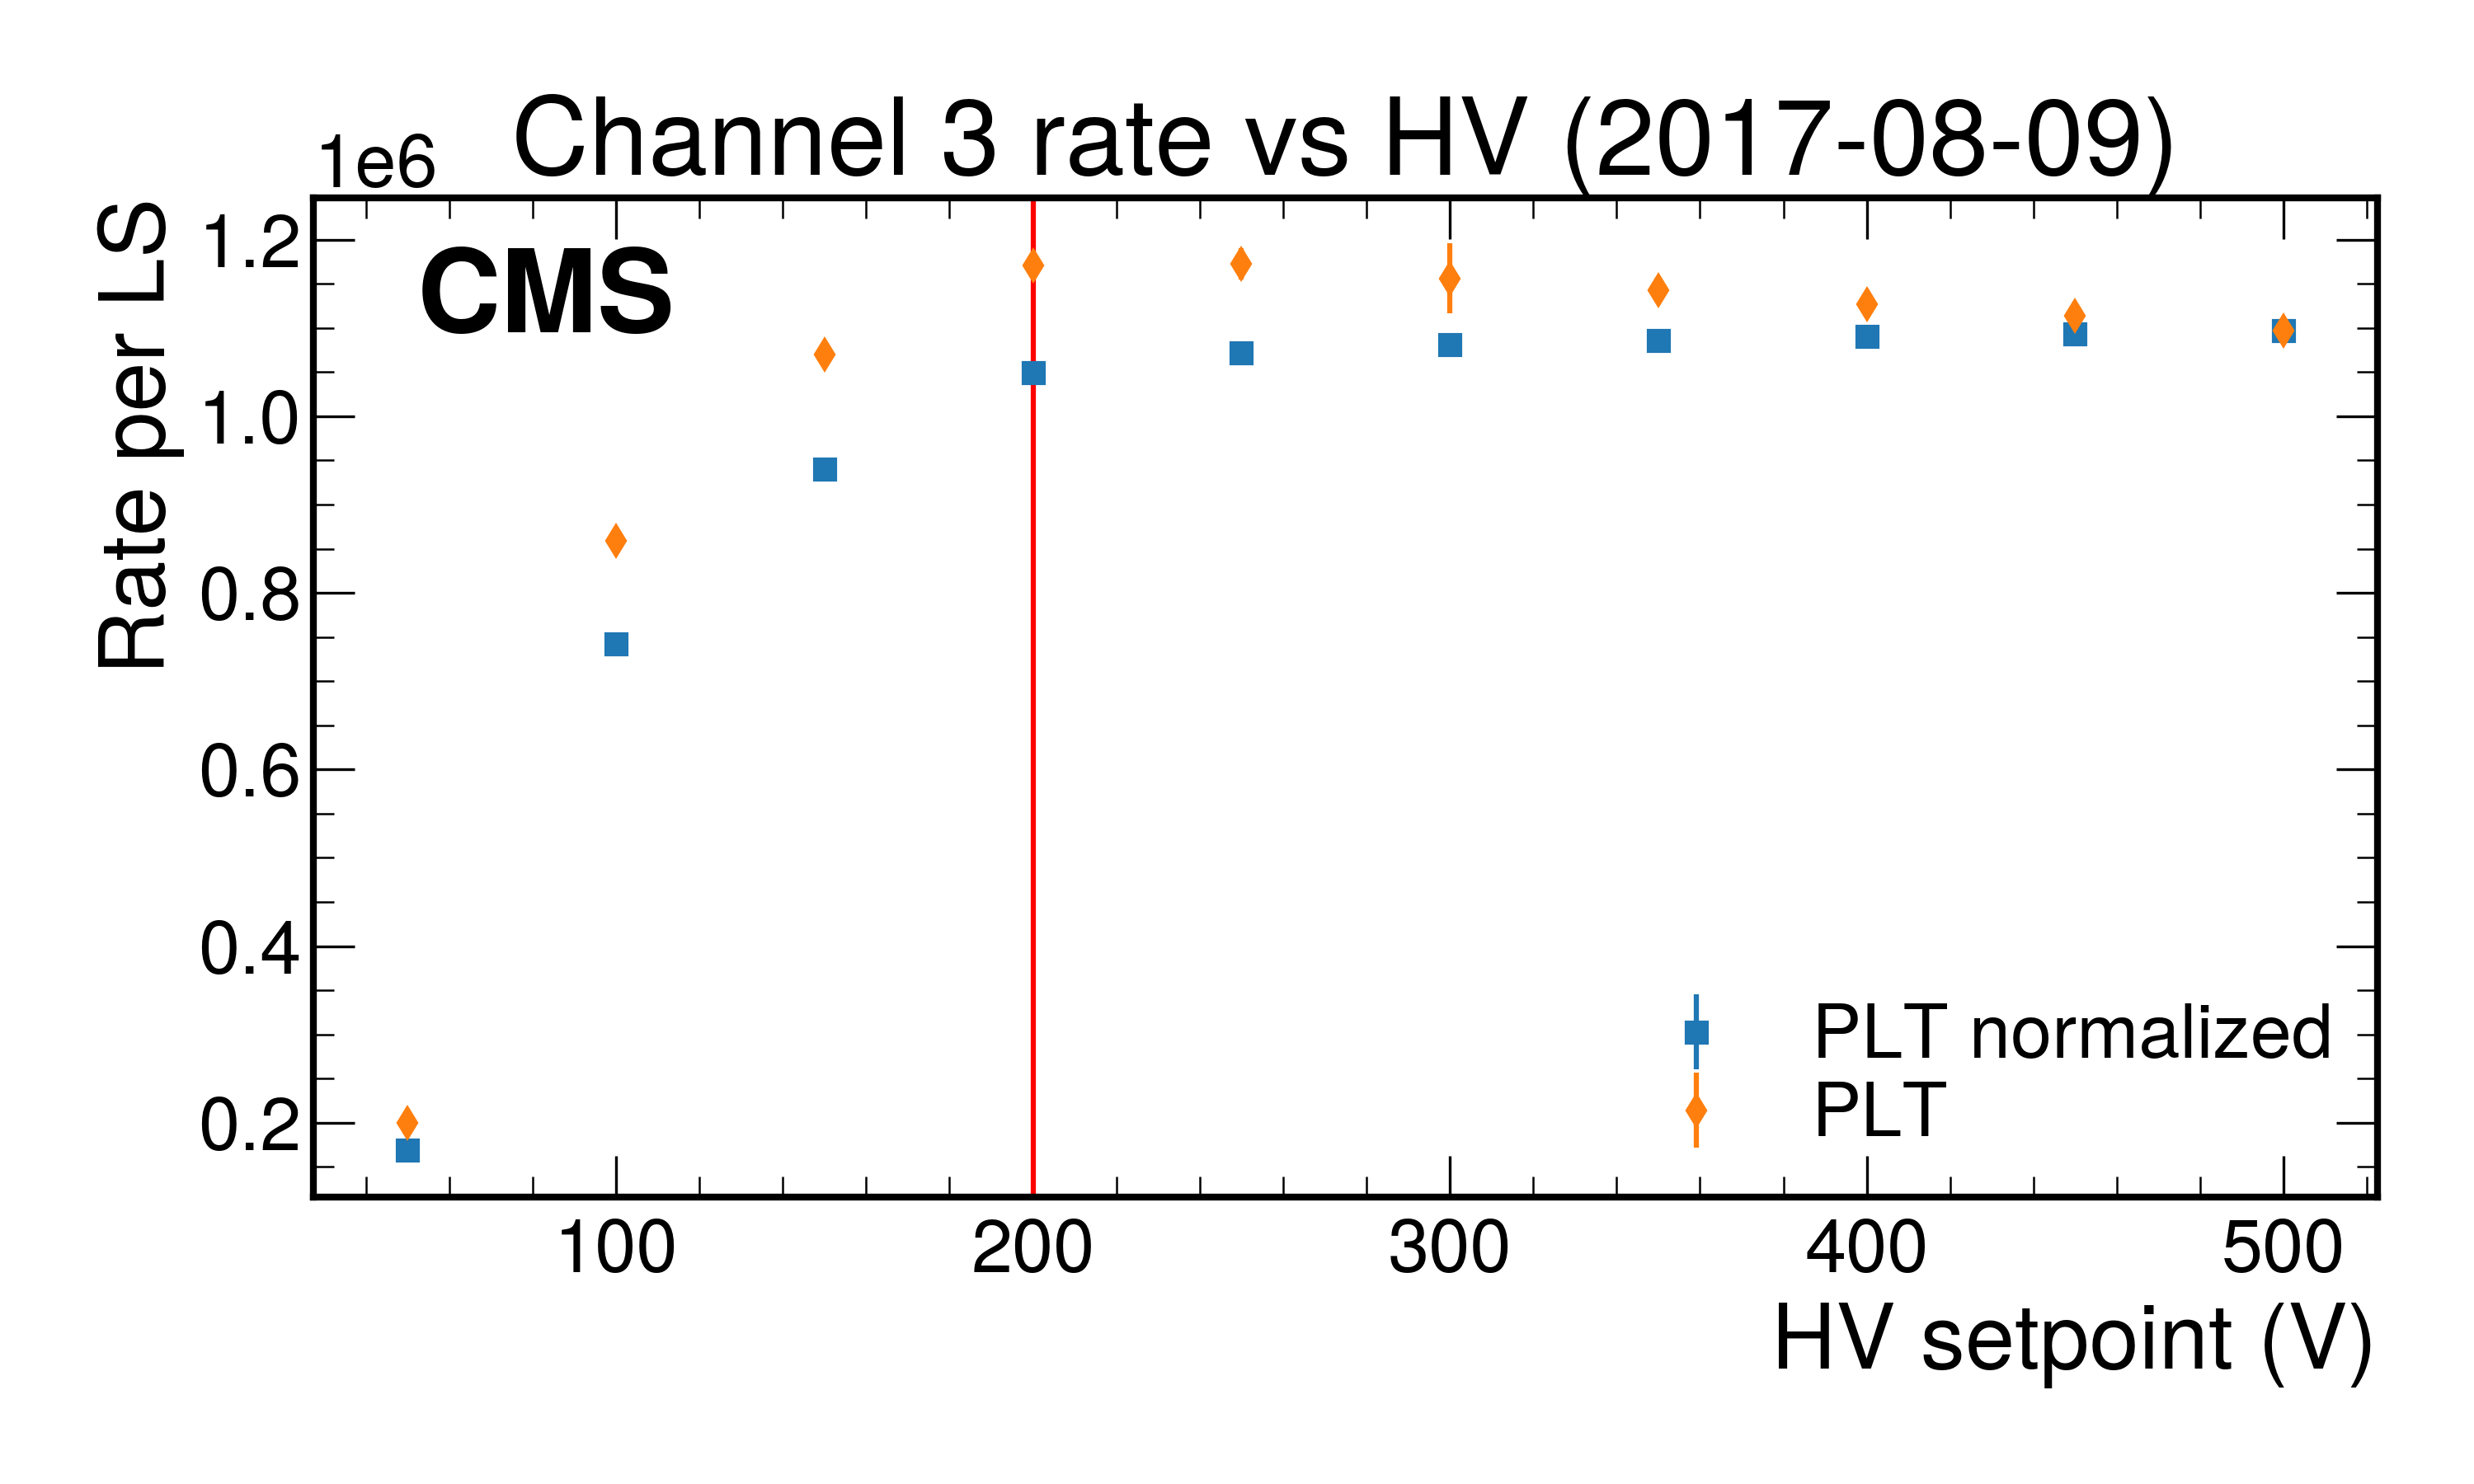 Channel 3 rate vs HV (2017-08-09)
1e6
CMS
Rate per LS
1.2
1.0
0.8
0.6
0.4
0.2
PLT normalized
PLT
100 200 300 400 500
HV setpoint (V)